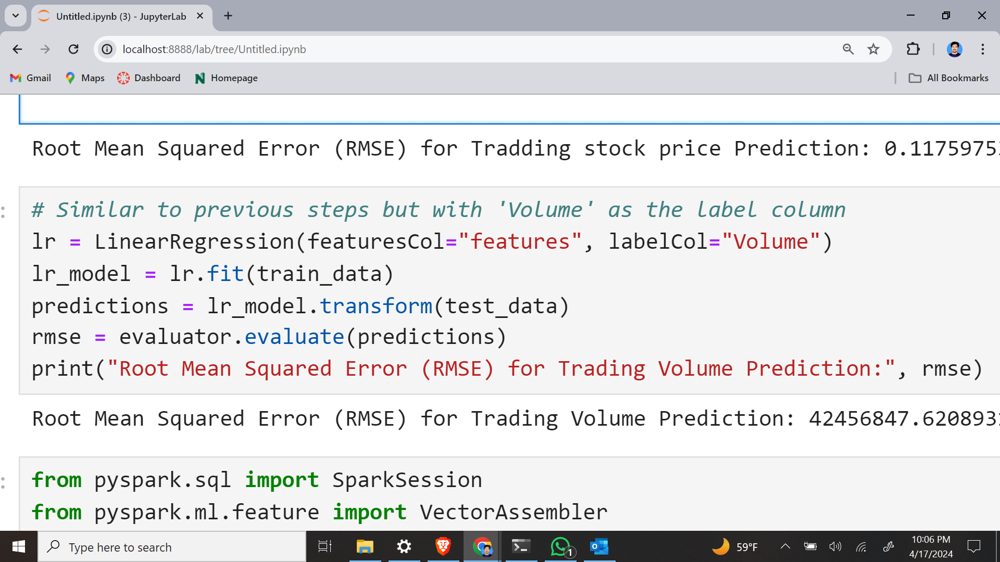 Untitled.ipynb (3) - JupyterLab
localhost:8888/lab/tree/Untitled.ipynb
Gmail Maps Dashboard Homepage All Bookmarks
Root Mean Squared Error (RMSE) for Tradding stock price Prediction: 0.1175975
# Similar to previous steps but with 'Volume' as the label column
lr = LinearRegression(featuresCol="features", labelCol="Volume")
lr_model = lr.fit(train_data)
predictions = lr_model.transform(test_data)
rmse = evaluator.evaluate(predictions)
print("Root Mean Squared Error (RMSE) for Trading Volume Prediction:", rmse)
Root Mean Squared Error (RMSE) for Trading Volume Prediction: 42456847.6208931
from pyspark.sql import SparkSession
from pyspark.ml.feature import VectorAssembler
Type here to search
1
59°F
10:06 PM
4/17/2024